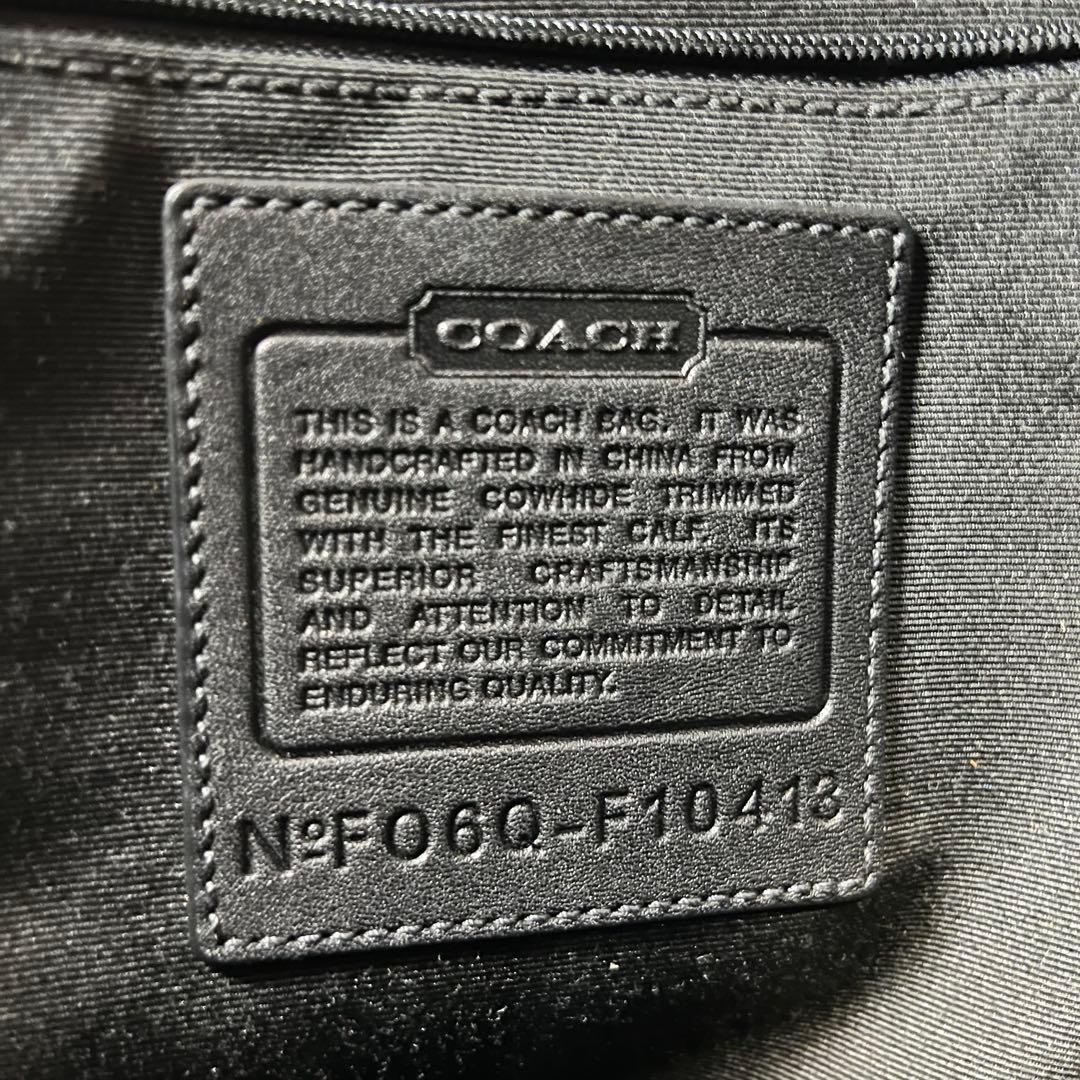 COACH
THIS IS A COACH BAG. IT WAS
HANDCRAFTED IN CHINA FROM
GENUINE COWHIDE TRIMMED
WITH THE FINEST CALF. ITS
SUPERIOR CRAFTSMANSHIP
AND ATTENTION TO DETAIL
REFLECT OUR COMMITMENT TO
ENDURING QUALITY.
NºF06Q-F10413